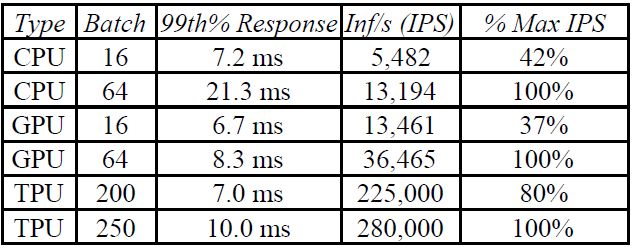 Type Batch 99th% Response Inf/s (IPS) % Max IPS
CPU 16 7.2 ms 5,482 42%
CPU 64 21.3 ms 13,194 100%
GPU 16 6.7 ms 13,461 37%
GPU 64 8.3 ms 36,465 100%
TPU 200 7.0 ms 225,000 80%
TPU 250 10.0 ms 280,000 100%